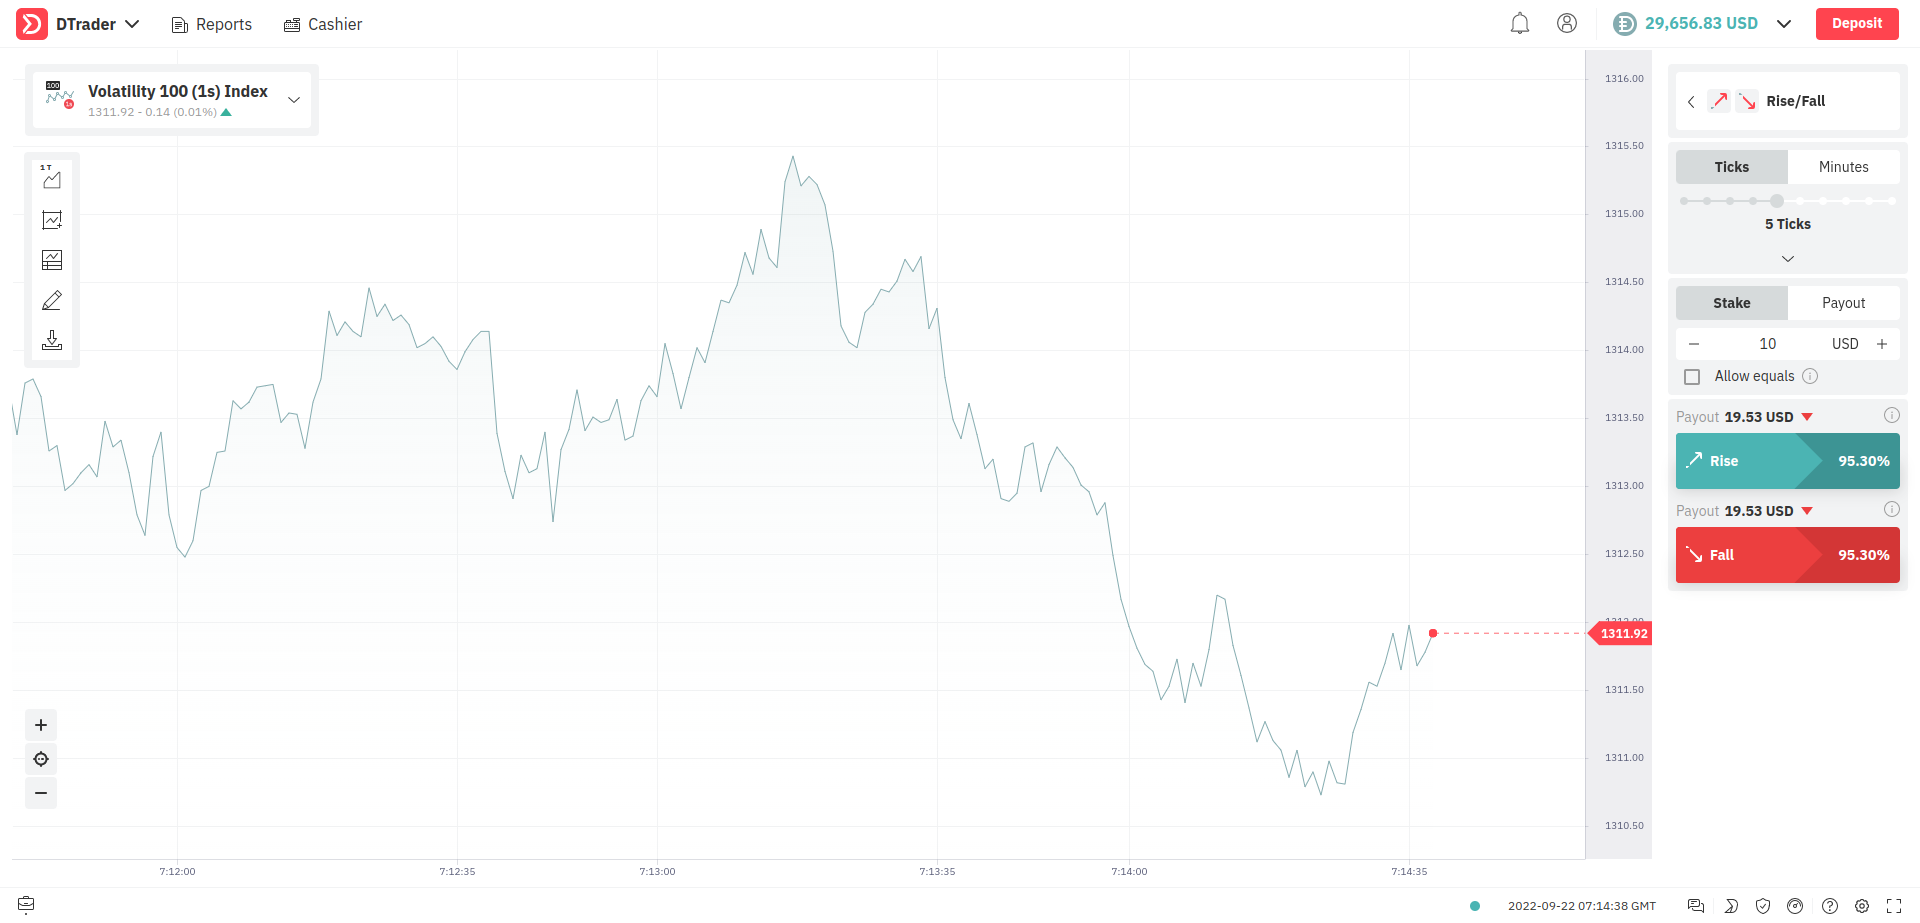 DTrader
Reports
Cashier
29,656.83 USD
Deposit
100
1s
Volatility 100 (1s) Index
1311.92 - 0.14 (0.01%)
1 T
1316.00
1315.50
1315.00
1314.50
1314.00
1313.50
1313.00
1312.50
1311.92
1311.50
1311.00
1310.50
7:12:00
7:12:35
7:13:00
7:13:35
7:14:00
7:14:35
Rise/Fall
Ticks
Minutes
5 Ticks
Stake
Payout
10
USD
Allow equals
Payout 19.53 USD
Rise
95.30%
Payout 19.53 USD
Fall
95.30%
2022-09-22 07:14:38 GMT